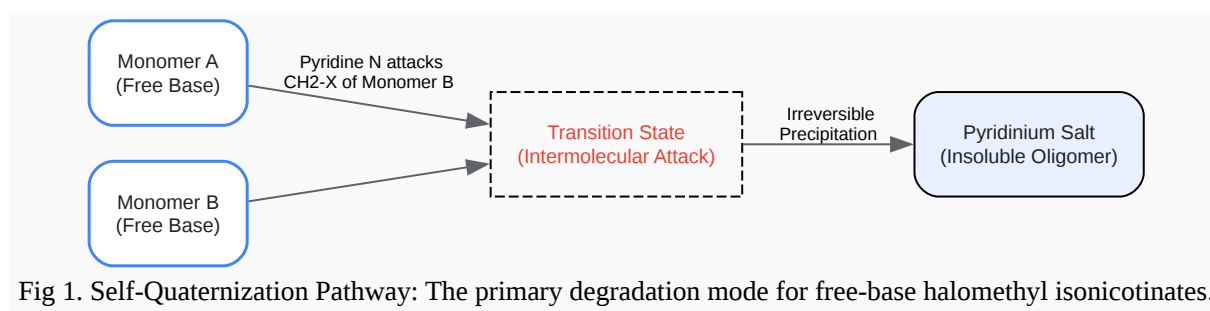 Monomer A
(Free Base)
Pyridine N attacks
CH2-X of Monomer B
Transition State
(Intermolecular Attack)
Irreversible
Precipitation
Pyridinium Salt
(Insoluble Oligomer)
Monomer B
(Free Base)
Fig 1. Self-Quaternization Pathway: The primary degradation mode for free-base halomethyl isonicotinates.